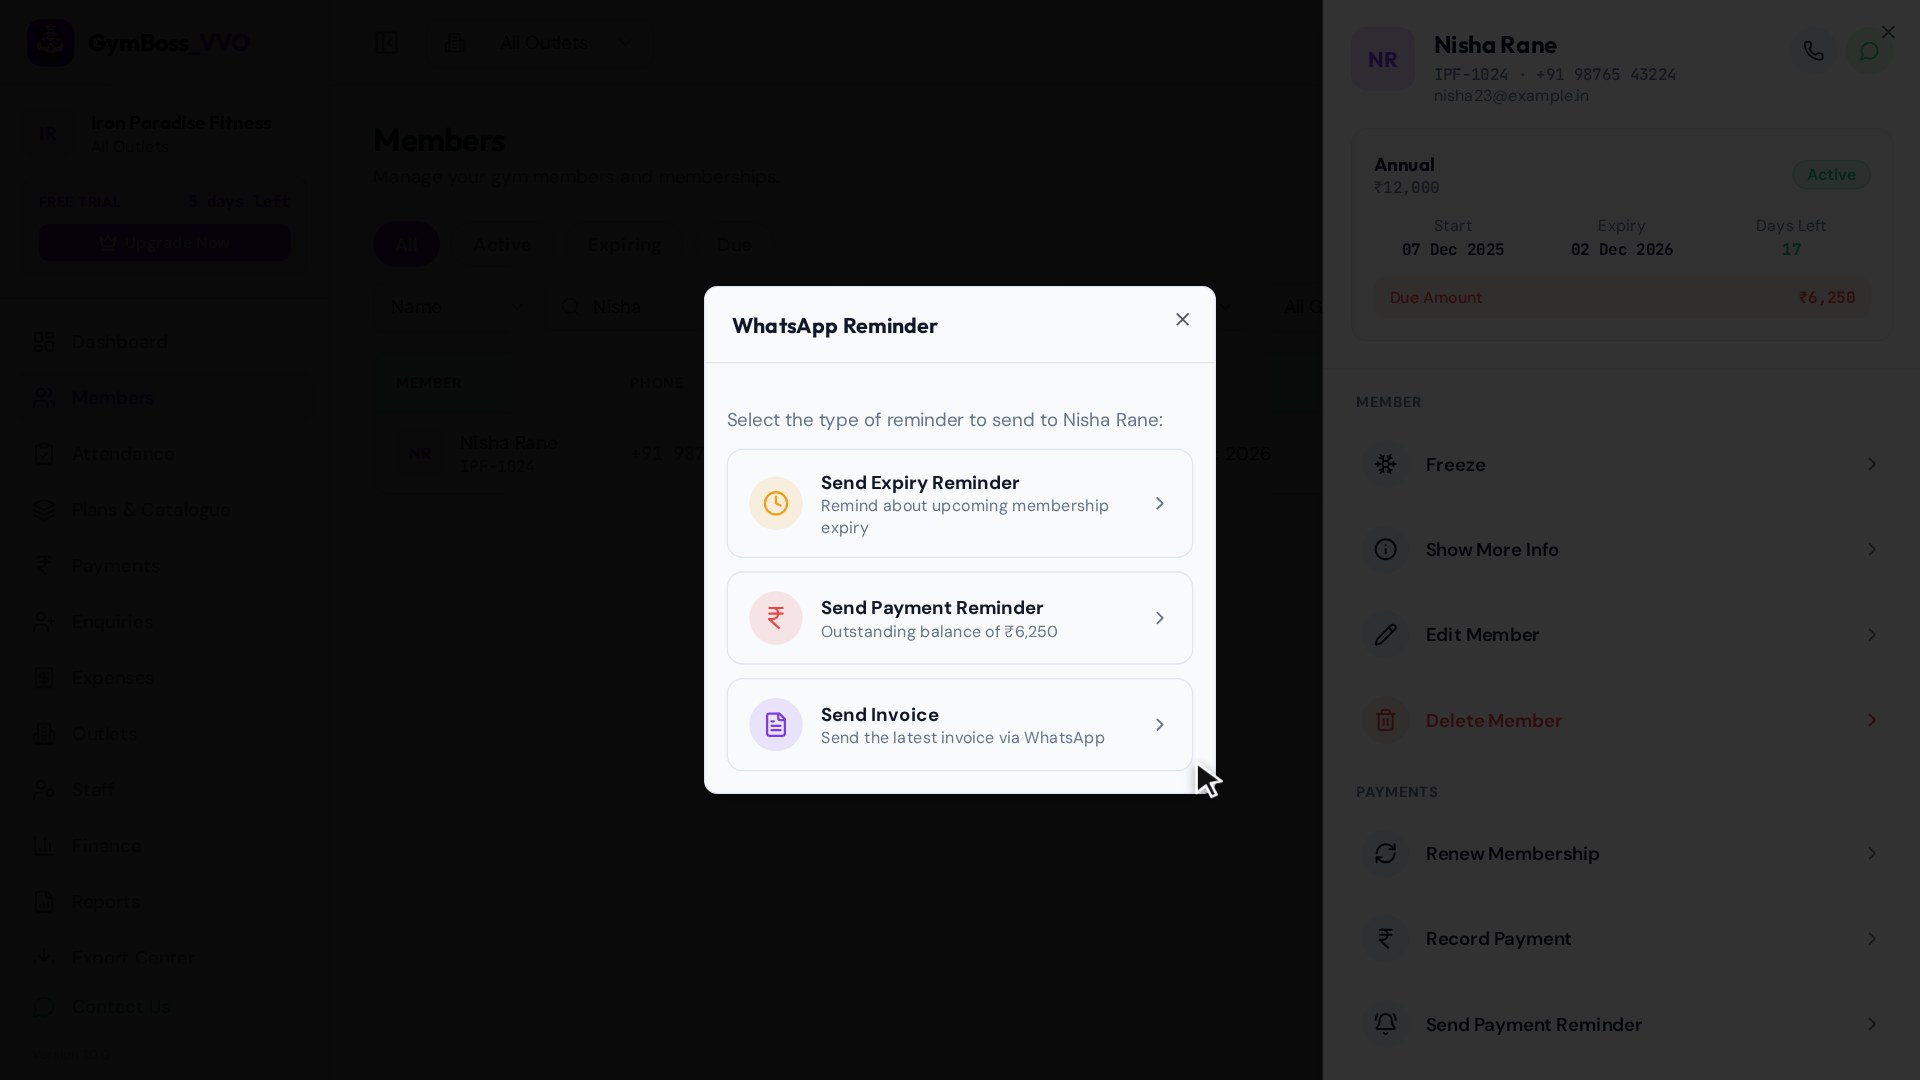 GymBoss_VVO
All Outlets
IR
Iron Paradise Fitness
All Outlets
FREE TRIAL
5 days left
Upgrade Now
Dashboard
Members
Attendance
Plans & Catalogue
Payments
Enquiries
Expenses
Outlets
Staff
Finance
Reports
Export Center
Contact Us
Members
Manage your gym members and memberships.
All
Active
Expiring
Due
Name
Nisha
All G
MEMBER
PHONE
NR
Nisha Rane
IPF-1024
+91 987
2026
WhatsApp Reminder
Select the type of reminder to send to Nisha Rane:
Send Expiry Reminder
Remind about upcoming membership
expiry
Send Payment Reminder
Outstanding balance of ₹6,250
Send Invoice
Send the latest invoice via WhatsApp
NR
Nisha Rane
IPF-1024 · +91 98765 43224
nisha23@example.in
Annual
₹12,000
Active
Start
Expiry
Days Left
07 Dec 2025
02 Dec 2026
17
Due Amount
₹6,250
MEMBER
Freeze
Show More Info
Edit Member
Delete Member
PAYMENTS
Renew Membership
Record Payment
Send Payment Reminder